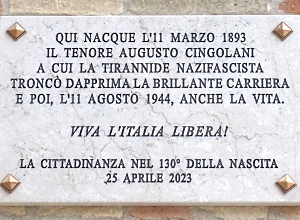 QUI NACQUE L'11 MARZO 1893
IL TENORE AUGUSTO CINGOLANI
A CUI LA TIRANNIDE NAZIFASCISTA
TRONCÒ DAPPRIMA LA BRILLANTE CARRIERA
E POI, L'11 AGOSTO 1944, ANCHE LA VITA.
VIVA L'ITALIA LIBERA!
LA CITTADINANZA NEL 130° DELLA NASCITA
25 APRILE 2023